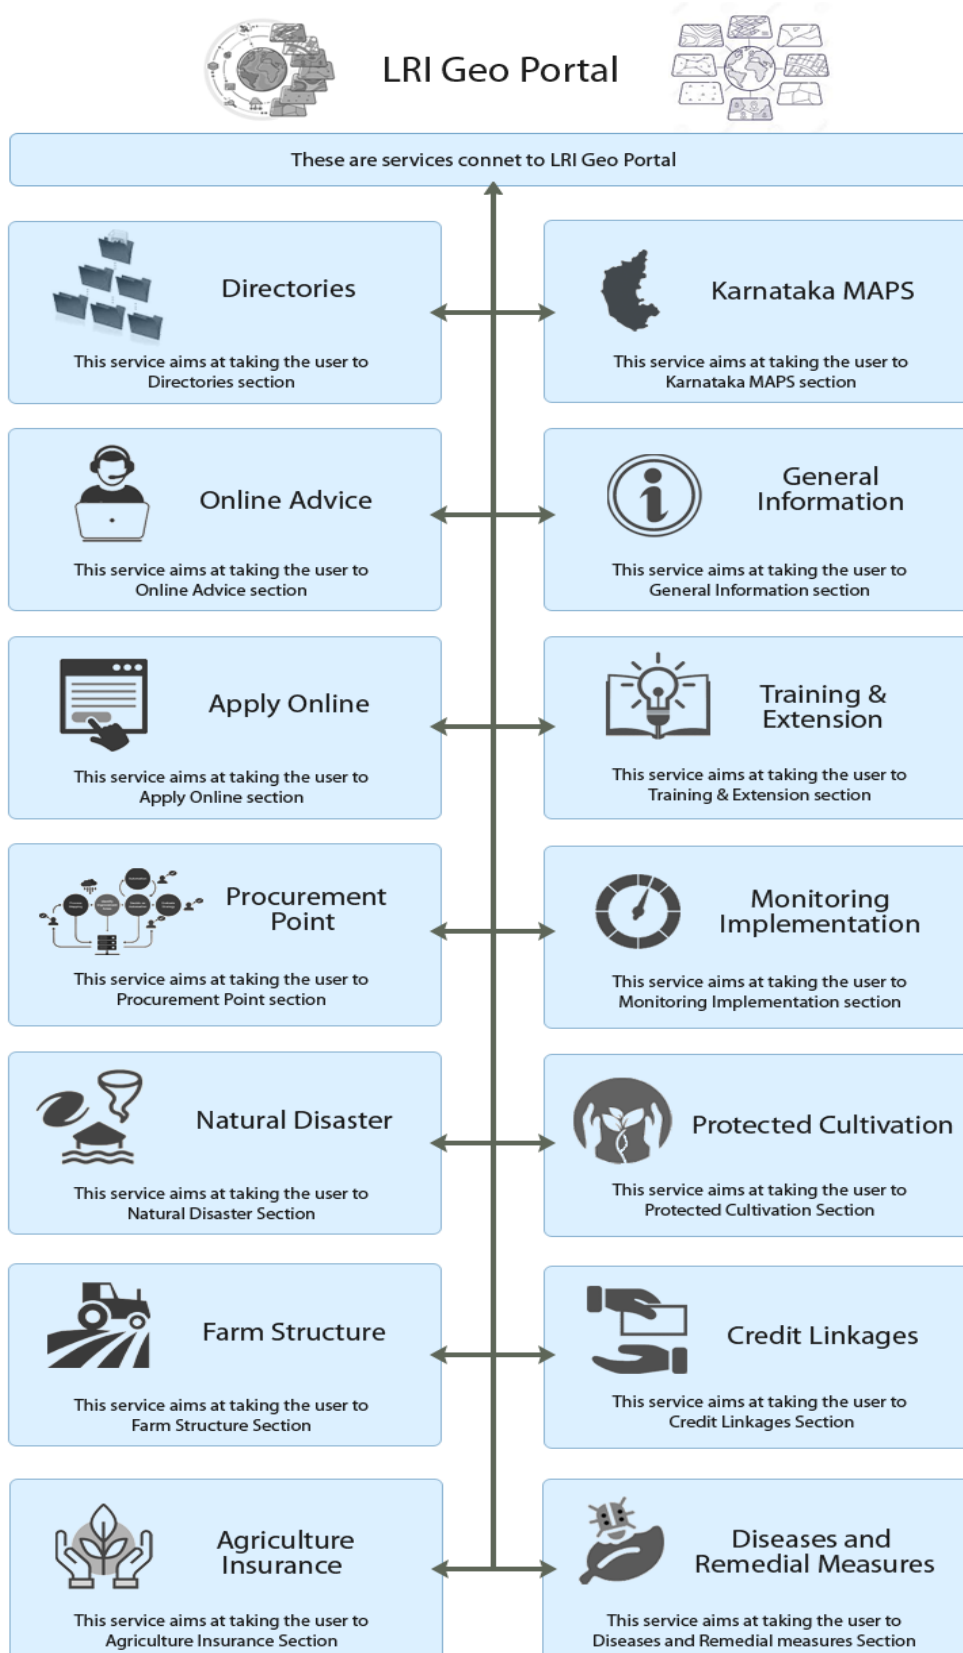 LRI Geo Portal
These are services connet to LRI Geo Portal
Directories
This service aims at taking the user to
Directories section
Karnataka MAPS
This service aims at taking the user to
Karnataka MAPS section
Online Advice
This service aims at taking the user to
Online Advice section
General
Information
This service aims at taking the user to
General Information section
Apply Online
This service aims at taking the user to
Apply Online section
Training &
Extension
This service aims at taking the user to
Training & Extension section
Procurement
Point
This service aims at taking the user to
Procurement Point section
Monitoring
Implementation
This service aims at taking the user to
Monitoring Implementation section
Natural Disaster
This service aims at taking the user to
Natural Disaster Section
Protected Cultivation
This service aims at taking the user to
Protected Cultivation Section
Farm Structure
This service aims at taking the user to
Farm Structure Section
Credit Linkages
This service aims at taking the user to
Credit Linkages Section
Agriculture
Insurance
This service aims at taking the user to
Agriculture Insurance Section
Diseases and
Remedial Measures
This service aims at taking the user to
Diseases and Remedial measures Section